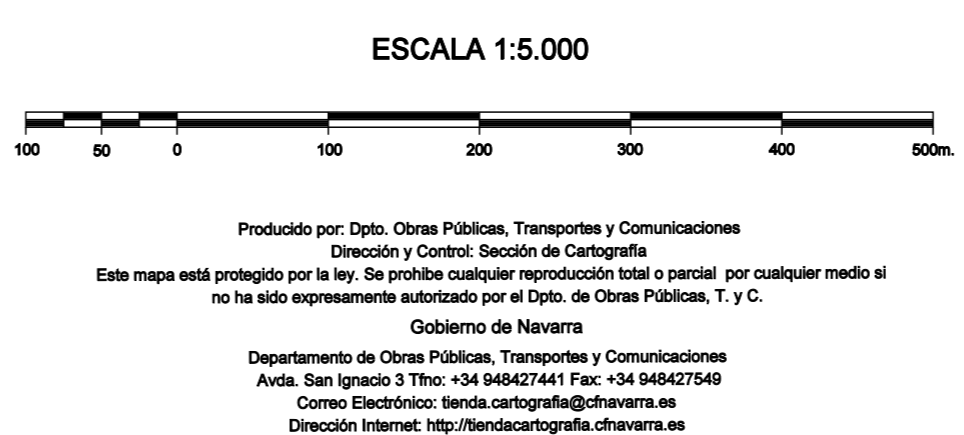 ESCALA 1:5.000
100 50 0 100 200 300 400 500m.
Producido por: Dpto. Obras Públicas, Transportes y Comunicaciones
Dirección y Control: Sección de Cartografía
Este mapa está protegido por la ley. Se prohibe cualquier reproducción total o parcial por cualquier medio si
no ha sido expresamente autorizado por el Dpto. de Obras Públicas, T. y C.
Gobierno de Navarra
Departamento de Obras Públicas, Transportes y Comunicaciones
Avda. San Ignacio 3 Tfno: +34 948427441 Fax: +34 948427549
Correo Electrónico: tienda.cartografia@cfnavarra.es
Dirección Internet: http://tiendacartografia.cfnavarra.es